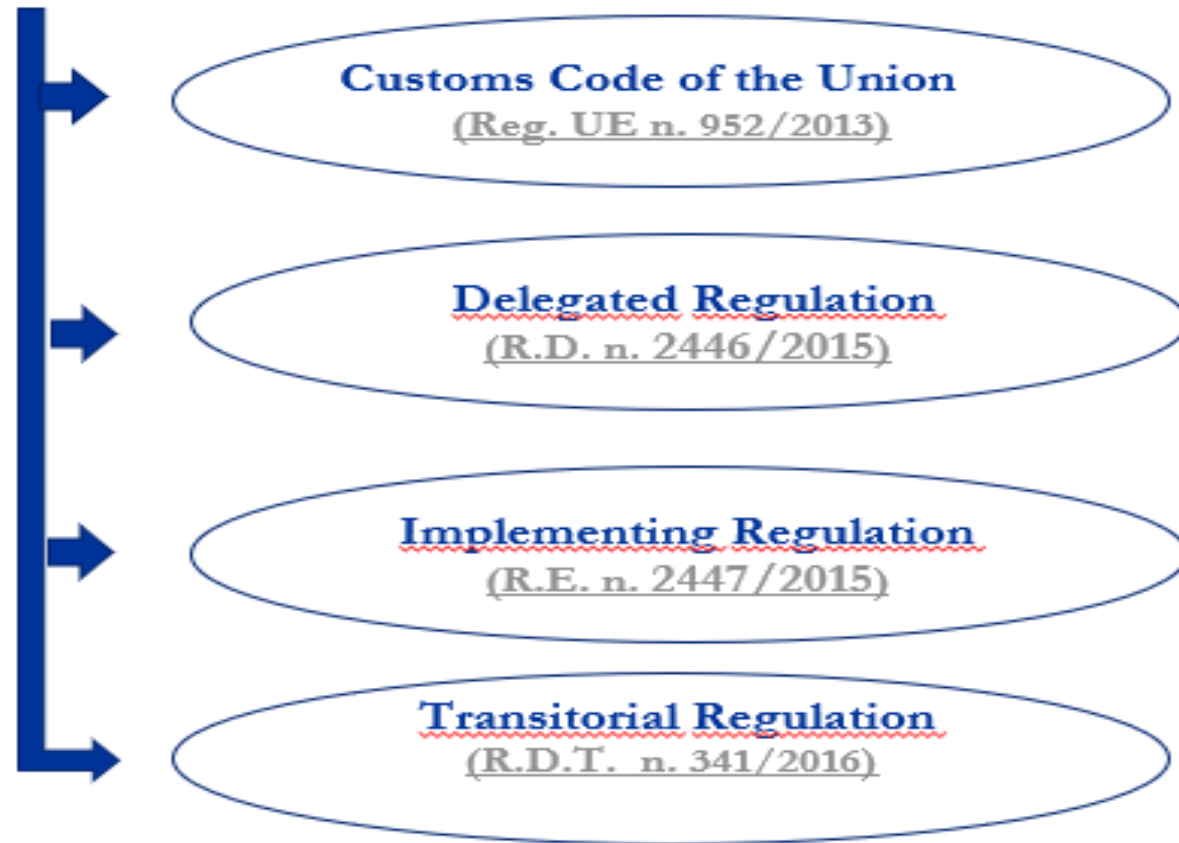 Customs Code of the Union
(Reg. UE n. 952/2013)
Delegated Regulation
(R.D. n. 2446/2015)
Implementing Regulation
(R.E. n. 2447/2015)
Transitorial Regulation
(R.D.T. n. 341/2016)